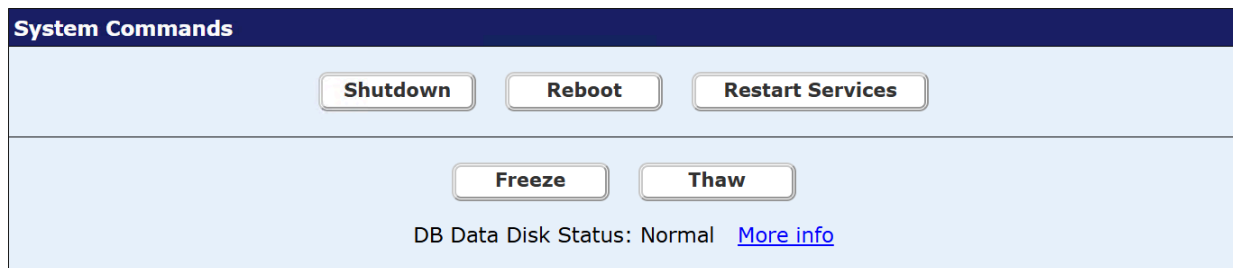 System Commands
Shutdown Reboot Restart Services
Freeze Thaw
DB Data Disk Status: Normal More info